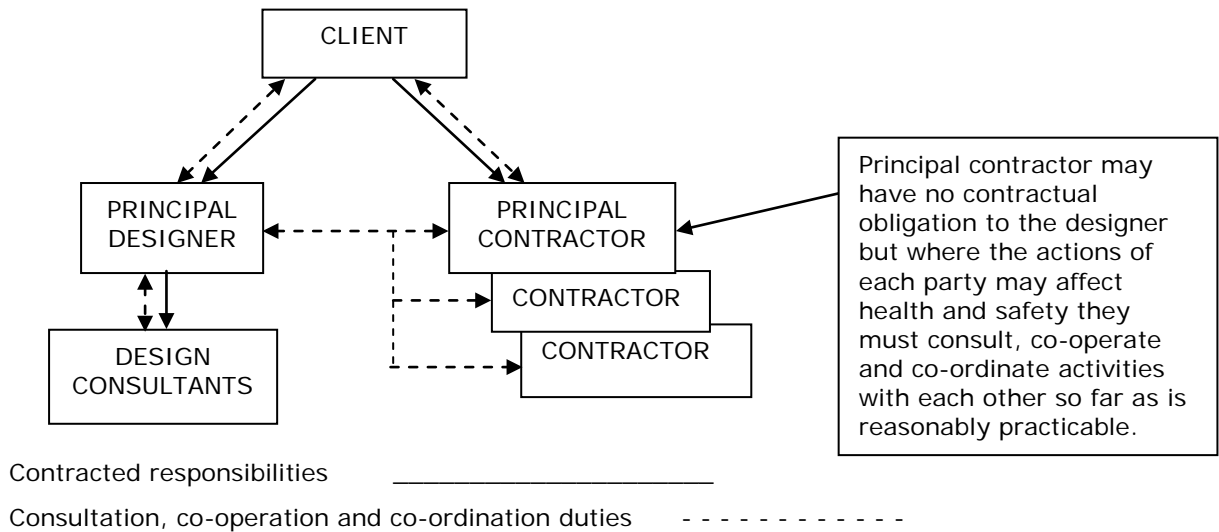 CLIENT
PRINCIPAL
DESIGNER
PRINCIPAL
CONTRACTOR
CONTRACTOR
CONTRACTOR
DESIGN
CONSULTANTS
Principal contractor may
have no contractual
obligation to the designer
but where the actions of
each party may affect
health and safety they
must consult, co-operate
and co-ordinate activities
with each other so far as is
reasonably practicable.
Contracted responsibilities
Consultation, co-operation and co-ordination duties